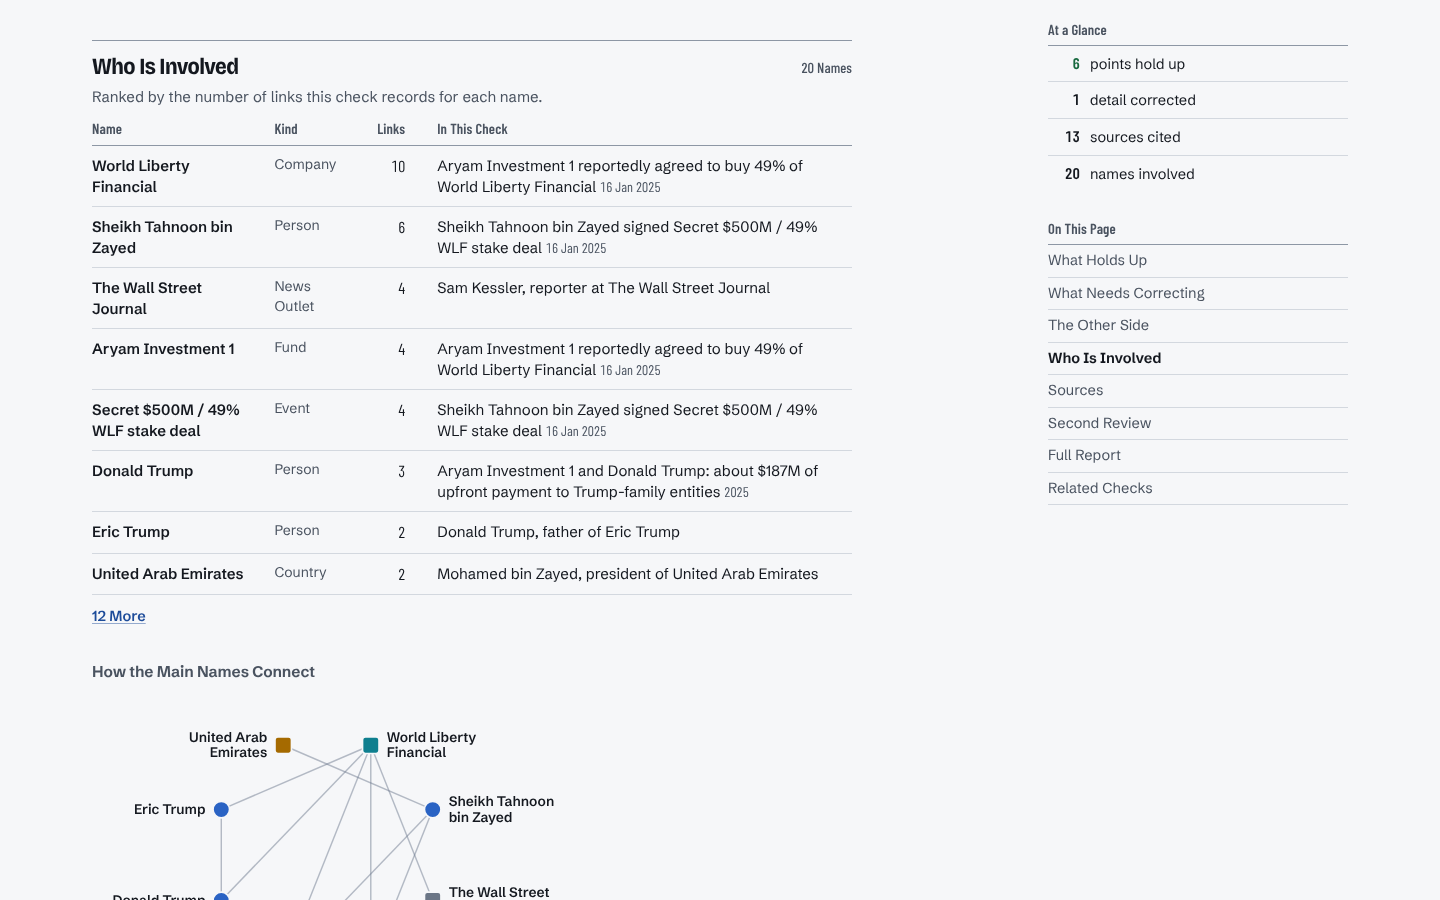 Who Is Involved
20 Names
Ranked by the number of links this check records for each name.
Name Kind Links In This Check
World Liberty Financial Company 10 Aryam Investment 1 reportedly agreed to buy 49% of World Liberty Financial 16 Jan 2025
Sheikh Tahnoon bin Zayed Person 6 Sheikh Tahnoon bin Zayed signed Secret $500M / 49% WLF stake deal 16 Jan 2025
The Wall Street Journal News Outlet 4 Sam Kessler, reporter at The Wall Street Journal
Aryam Investment 1 Fund 4 Aryam Investment 1 reportedly agreed to buy 49% of World Liberty Financial 16 Jan 2025
Secret $500M / 49% WLF stake deal Event 4 Sheikh Tahnoon bin Zayed signed Secret $500M / 49% WLF stake deal 16 Jan 2025
Donald Trump Person 3 Aryam Investment 1 and Donald Trump: about $187M of upfront payment to Trump-family entities 2025
Eric Trump Person 2 Donald Trump, father of Eric Trump
United Arab Emirates Country 2 Mohamed bin Zayed, president of United Arab Emirates
12 More
How the Main Names Connect
United Arab
Emirates
World Liberty
Financial
Eric Trump
Sheikh Tahnoon
bin Zayed
Donald Trump
The Wall Street
At a Glance
6 points hold up
1 detail corrected
13 sources cited
20 names involved
On This Page
What Holds Up
What Needs Correcting
The Other Side
Who Is Involved
Sources
Second Review
Full Report
Related Checks